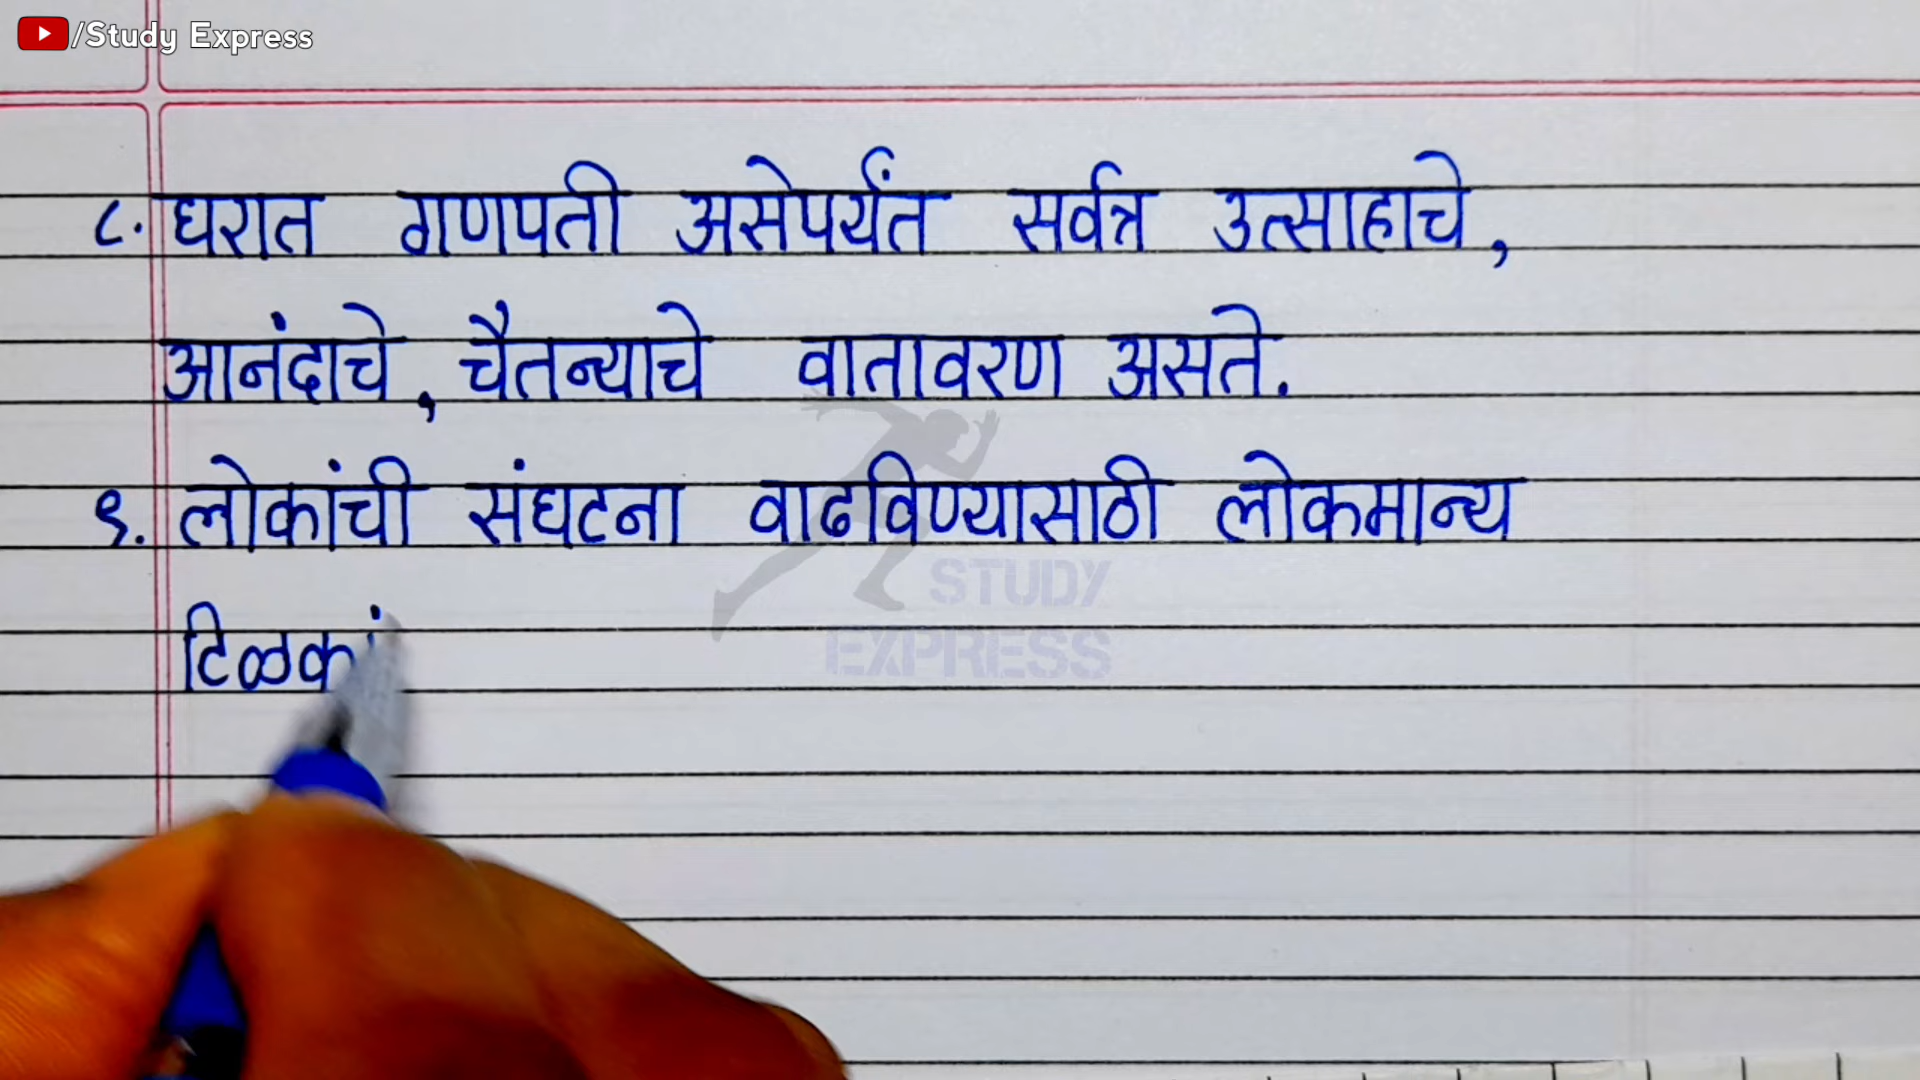 /Study Express
८. घरात गणपती असेपर्यंत सर्वत्र उत्साहाचे,
आनंदाचे, चैतन्याचे वातावरण असते.
९. लोकांची संघटना वाढविण्यासाठी लोकमान्य
STUDY
EXPRESS
टिळकां